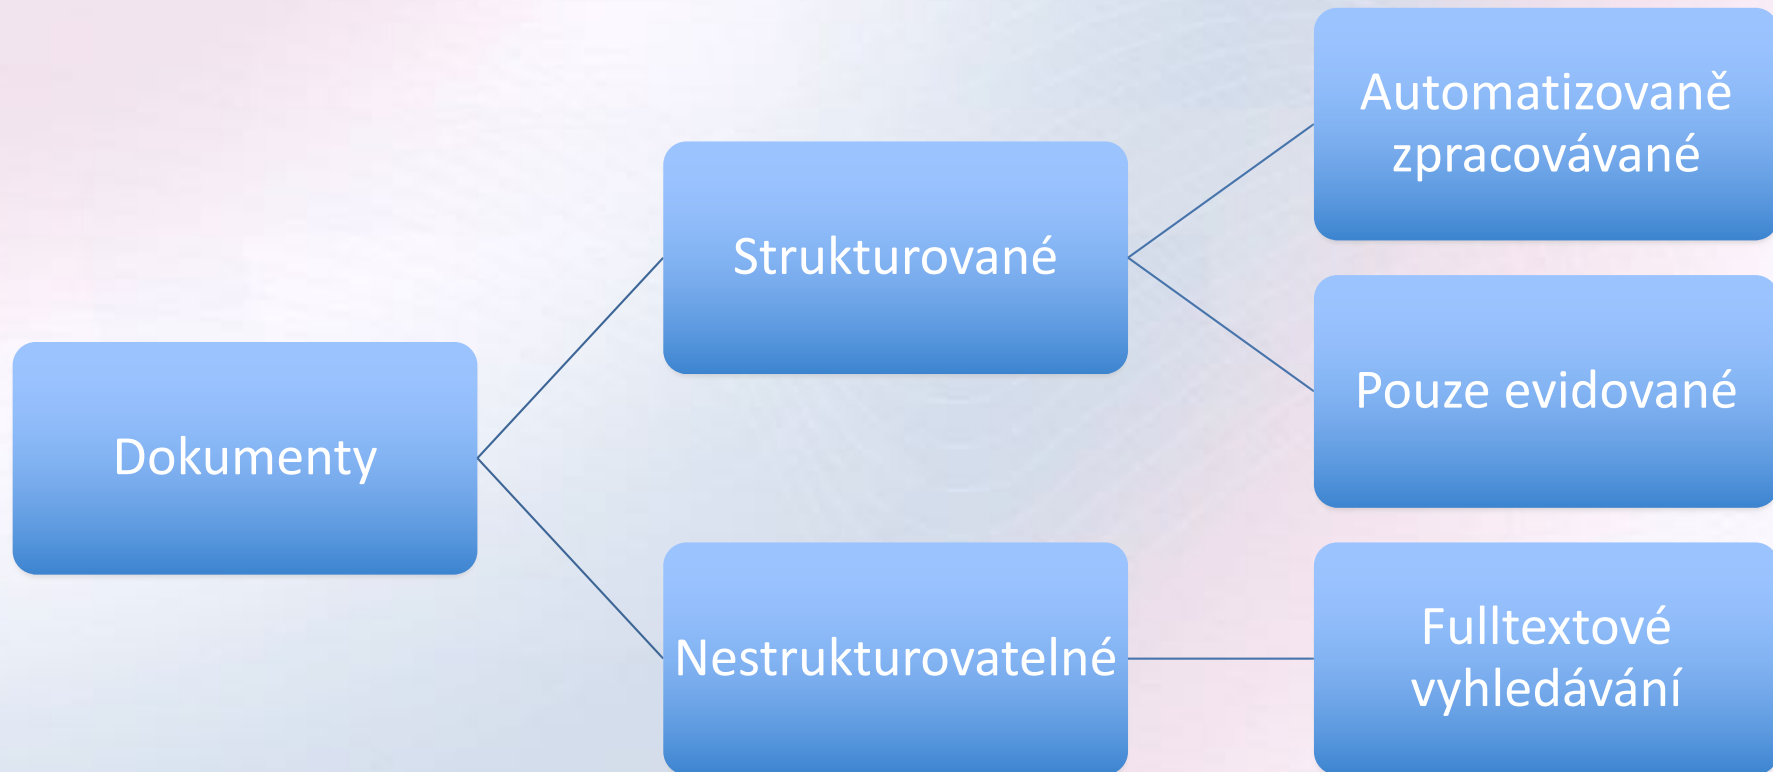 Dokumenty
Strukturované
Automatizovaně
zpracovávané
Pouze evidované
Nestrukturovatelné
Fulltextové
vyhledávání